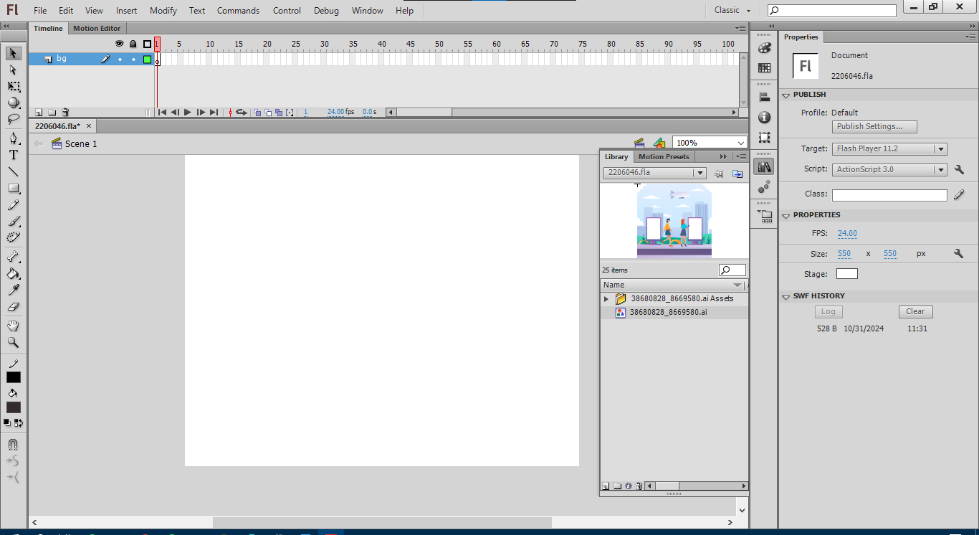 Fl File Edit View Insert Modify Text Commands Control Debug Window Help Classic
Timeline Motion Editor
1 5 10 15 20 25 30 35 40 45 50 55 60 65 70 75 80 85 90 95 100
bg
1 24.00 fps 0.0 s
2206046.fla* ×
Scene 1
100%
Library Motion Presets
2206046.fla
25 items
Name
38680828_8669580.ai Assets
38680828_8669580.ai
Properties
Fl
Document
2206046.fla
PUBLISH
Profile: Default
Publish Settings...
Target: Flash Player 11.2
Script: ActionScript 3.0
Class:
PROPERTIES
FPS: 24.00
Size: 550 x 550 px
Stage:
SWF HISTORY
Log Clear
528 B 10/31/2024 11:31